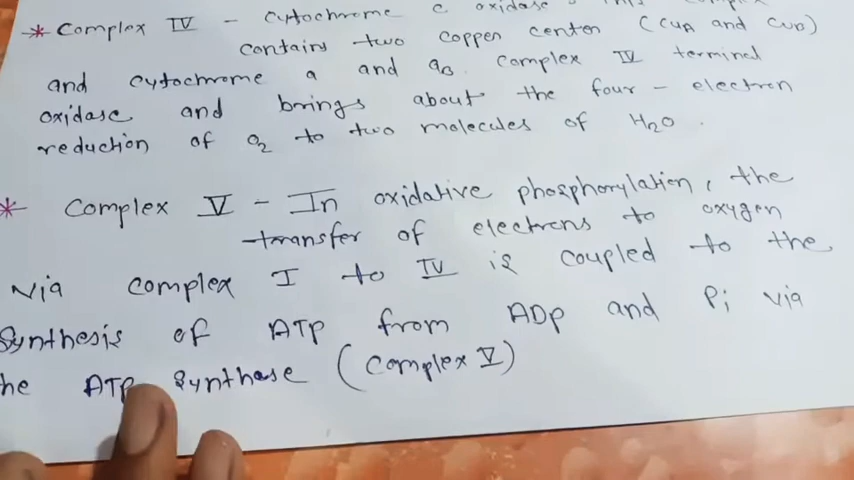 * Complex IV - Cytochrome c oxidase : This complex
contains two copper center (CuA and CuB)
and cytochrome a and a3. Complex IV terminal
oxidase and brings about the four - electron
reduction of O2 to two molecules of H2O .
* Complex V - In oxidative phosphorylation, the
transfer of electrons to oxygen
via complex I to IV is coupled to the
Synthesis of ATP from ADP and Pi via
he ATP Synthase (Complex V)